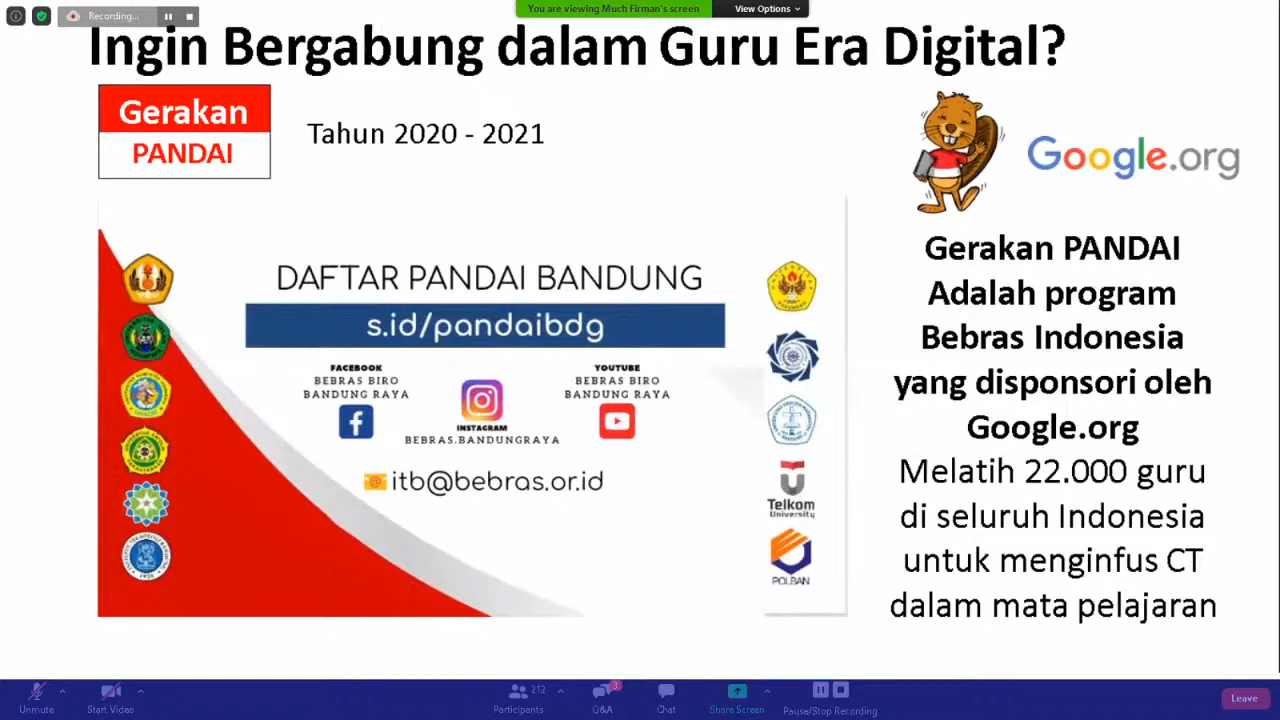 Recording...
You are viewing Much Firman's screen
View Options
Ingin Bergabung dalam Guru Era Digital?
Gerakan
PANDAI
Tahun 2020 - 2021
Google.org
DAFTAR PANDAI BANDUNG
s.id/pandaibdg
FACEBOOK
BEBRAS BIRO
BANDUNG RAYA
INSTAGRAM
BEBRAS.BANDUNGRAYA
YOUTUBE
BEBRAS BIRO
BANDUNG RAYA
itb@bebras.or.id
Telkom
University
POLBAN
Gerakan PANDAI
Adalah program
Bebras Indonesia
yang disponsori oleh
Google.org
Melatih 22.000 guru
di seluruh Indonesia
untuk menginfus CT
dalam mata pelajaran
Unmute
Start Video
212
Participants
3
Q&A
Chat
Share Screen
Pause/Stop Recording
Leave